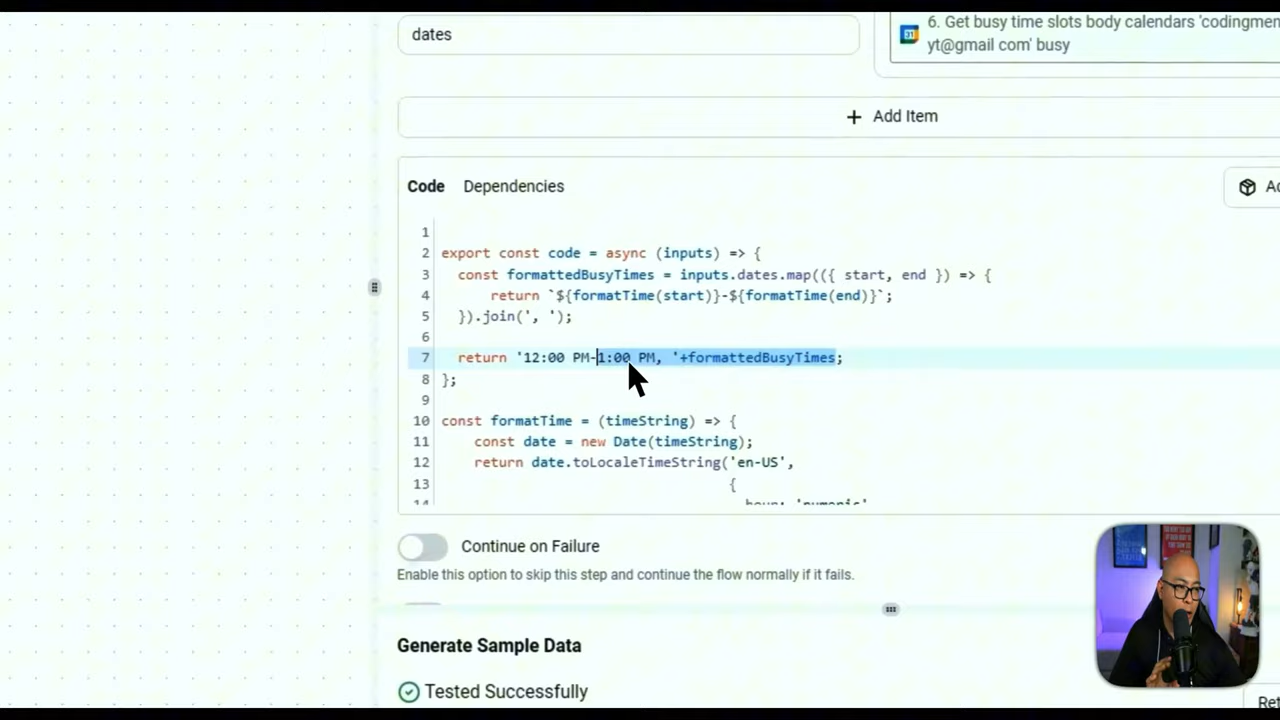 dates
6. Get busy time slots body calendars 'codingmen
yt@gmail com' busy
Add Item
Code Dependencies
1
2 export const code = async (inputs) => {
3 const formattedBusyTimes = inputs.dates.map(({ start, end }) => {
4 return `${formatTime(start)}-${formatTime(end)}`;
5 }).join(', ');
6
7 return '12:00 PM-1:00 PM, '+formattedBusyTimes;
8 };
9
10 const formatTime = (timeString) => {
11 const date = new Date(timeString);
12 return date.toLocaleTimeString('en-US',
13 {
14 hour: 'numeric'
Continue on Failure
Enable this option to skip this step and continue the flow normally if it fails.
Generate Sample Data
Tested Successfully